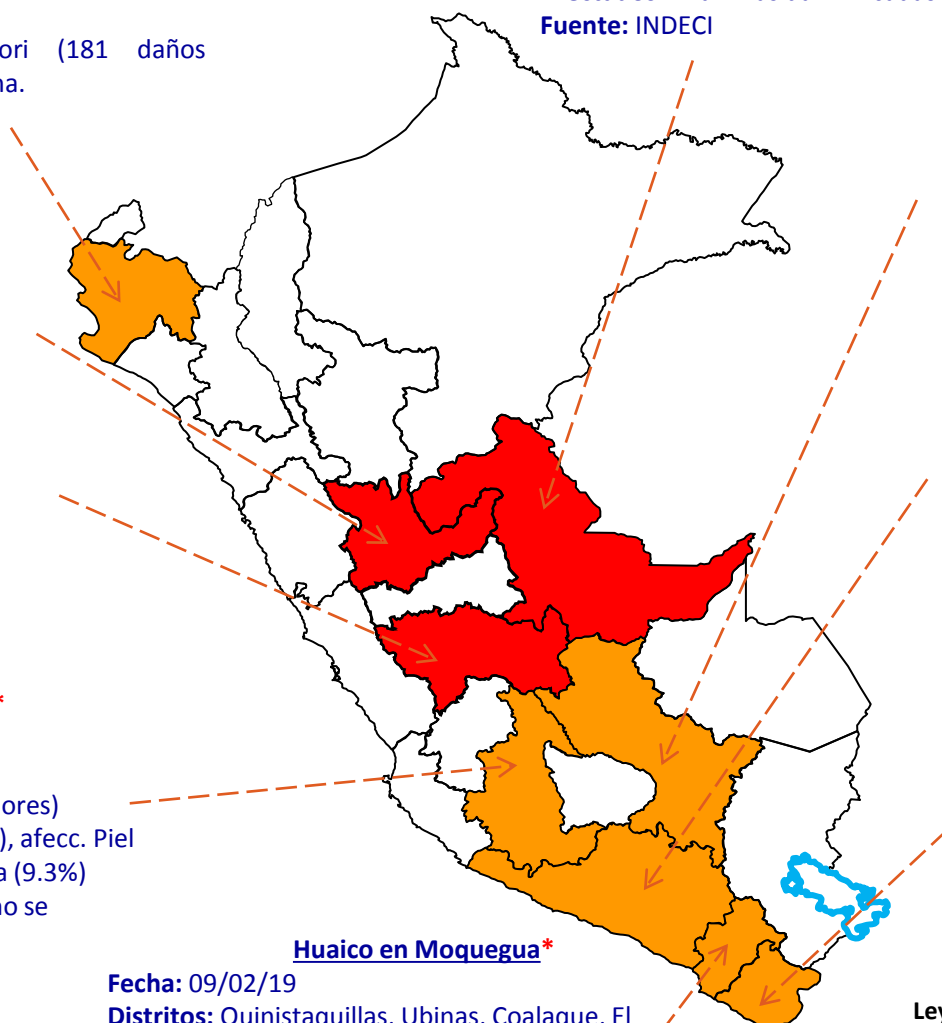 Fuente: INDECI
ori (181 daños
na.
*
ores)
), afecc. Piel
a (9.3%)
no se
Huaico en Moquegua*
Fecha: 09/02/19
Distritos: Quinistaquillas, Ubinas, Coalaque, El
Ley